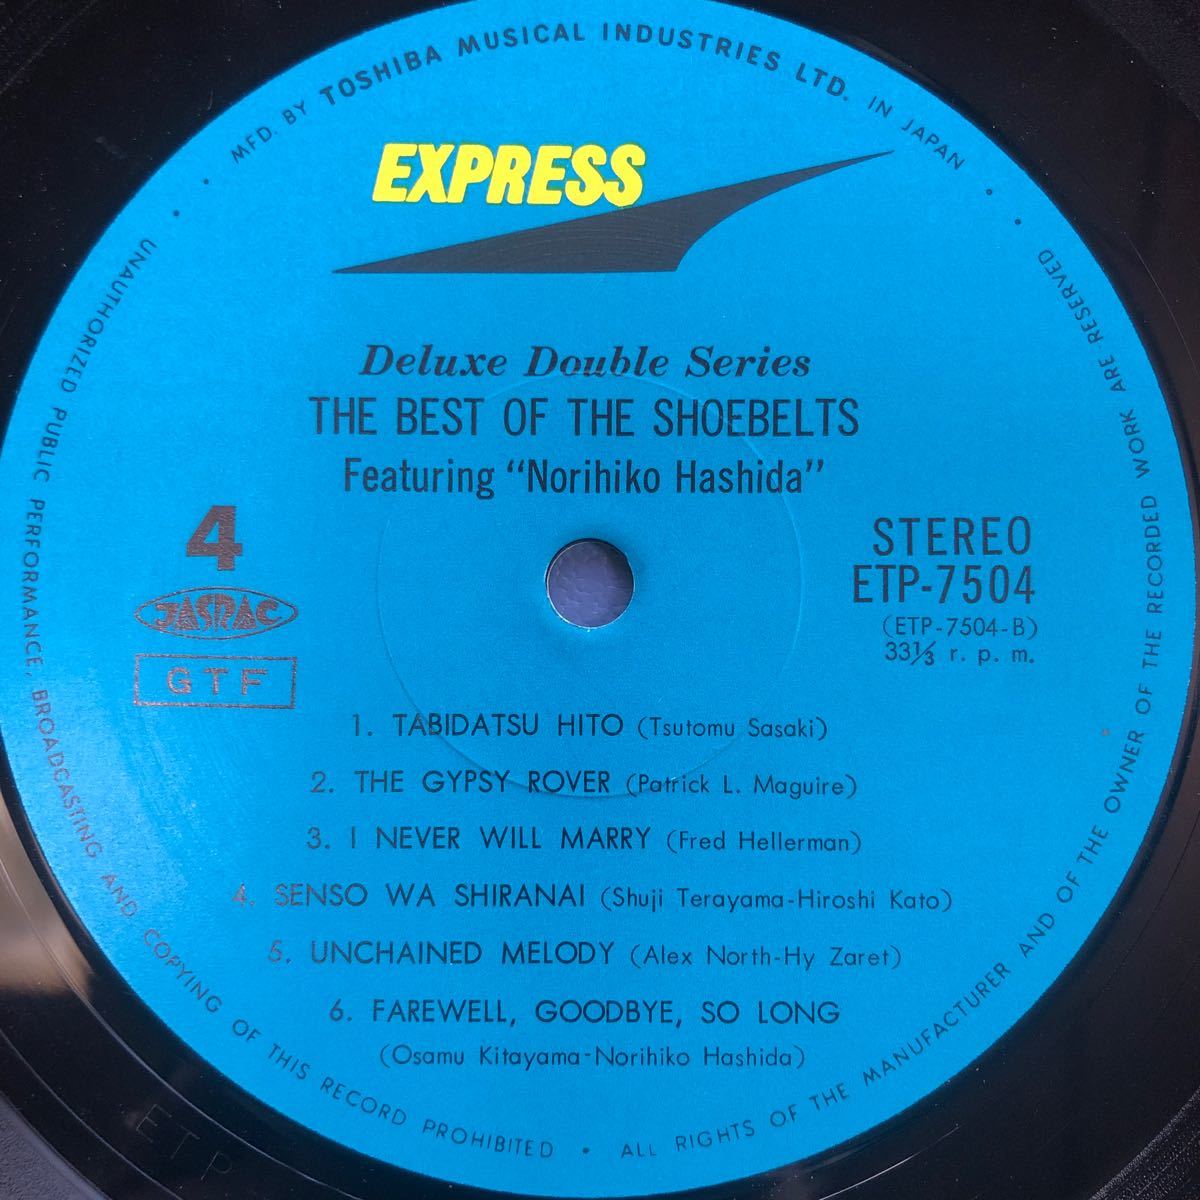 MFD. BY TOSHIBA MUSICAL INDUSTRIES LTD. IN JAPAN
EXPRESS
Deluxe Double Series
THE BEST OF THE SHOEBELTS
Featuring “Norihiko Hashida”
4
JASRAC
GTF
STEREO
ETP-7504
(ETP-7504-B)
33⅓ r. p. m.
1. TABIDATSU HITO (Tsutomu Sasaki)
2. THE GYPSY ROVER (Patrick L. Maguire)
3. I NEVER WILL MARRY (Fred Hellerman)
4. SENSO WA SHIRANAI (Shuji Terayama-Hiroshi Kato)
5. UNCHAINED MELODY (Alex North-Hy Zaret)
6. FAREWELL, GOODBYE, SO LONG
(Osamu Kitayama-Norihiko Hashida)
• UNAUTHORIZED PUBLIC PERFORMANCE, BROADCASTING AND COPYING OF THIS RECORD PROHIBITED • ALL RIGHTS OF THE MANUFACTURER AND OF THE OWNER OF THE RECORDED WORK ARE RESERVED •
ETP